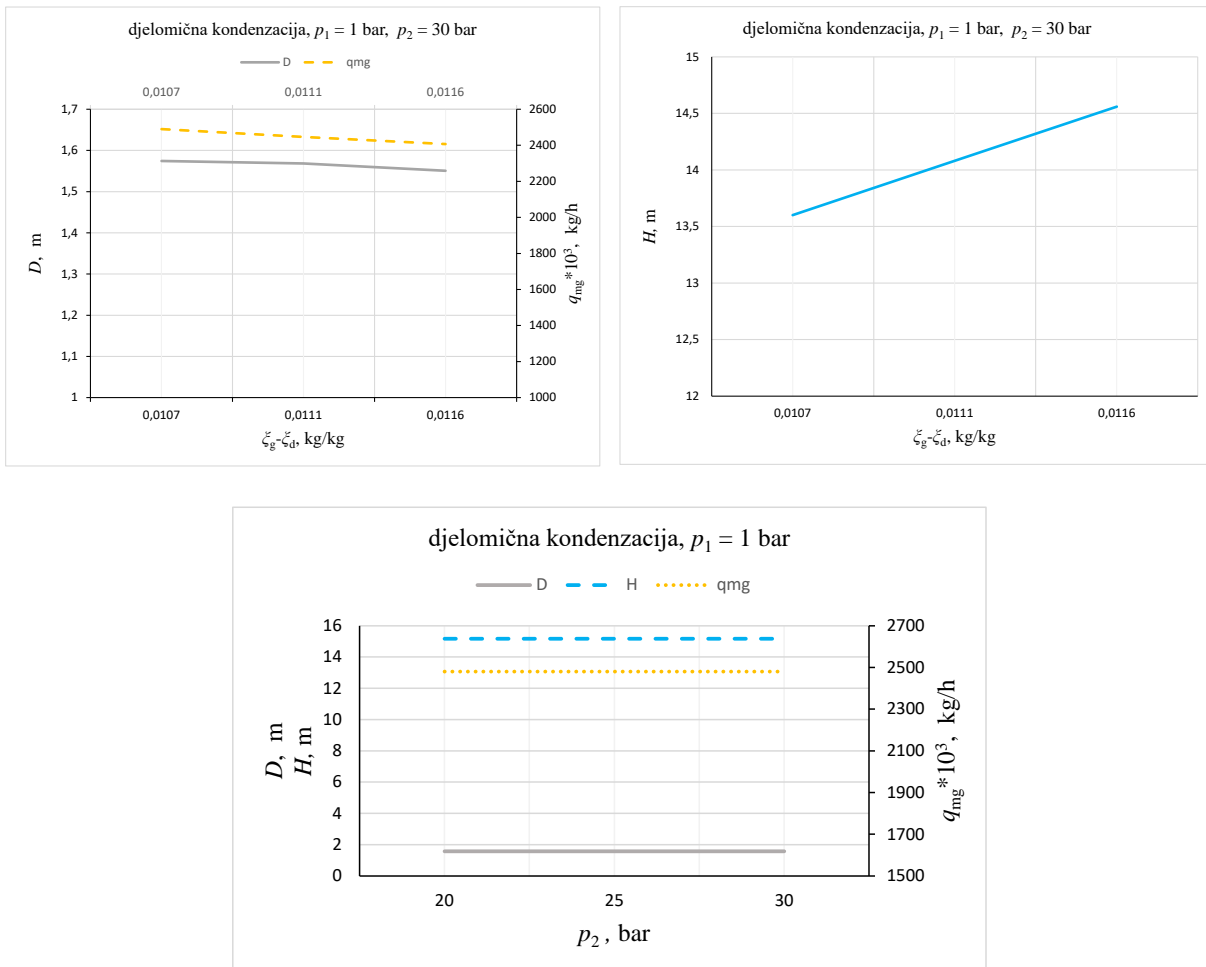 djelomična kondenzacija, p1 = 1 bar, p2 = 30 bar
D qmg
0,0107 0,0111 0,0116
1,7
1,6
1,5
1,4
1,3
1,2
1,1
1
2600
2400
2200
2000
1800
1600
1400
1200
1000
D, m
qmg*10³, kg/h
0,0107 0,0111 0,0116
ξg-ξd, kg/kg
djelomična kondenzacija, p1 = 1 bar, p2 = 30 bar
15
14,5
14
13,5
13
12,5
12
H, m
0,0107 0,0111 0,0116
ξg-ξd, kg/kg
djelomična kondenzacija, p1 = 1 bar
D H qmg
16
14
12
10
8
6
4
2
0
2700
2500
2300
2100
1900
1700
1500
D, m
H, m
qmg*10³, kg/h
20 25 30
p2 , bar